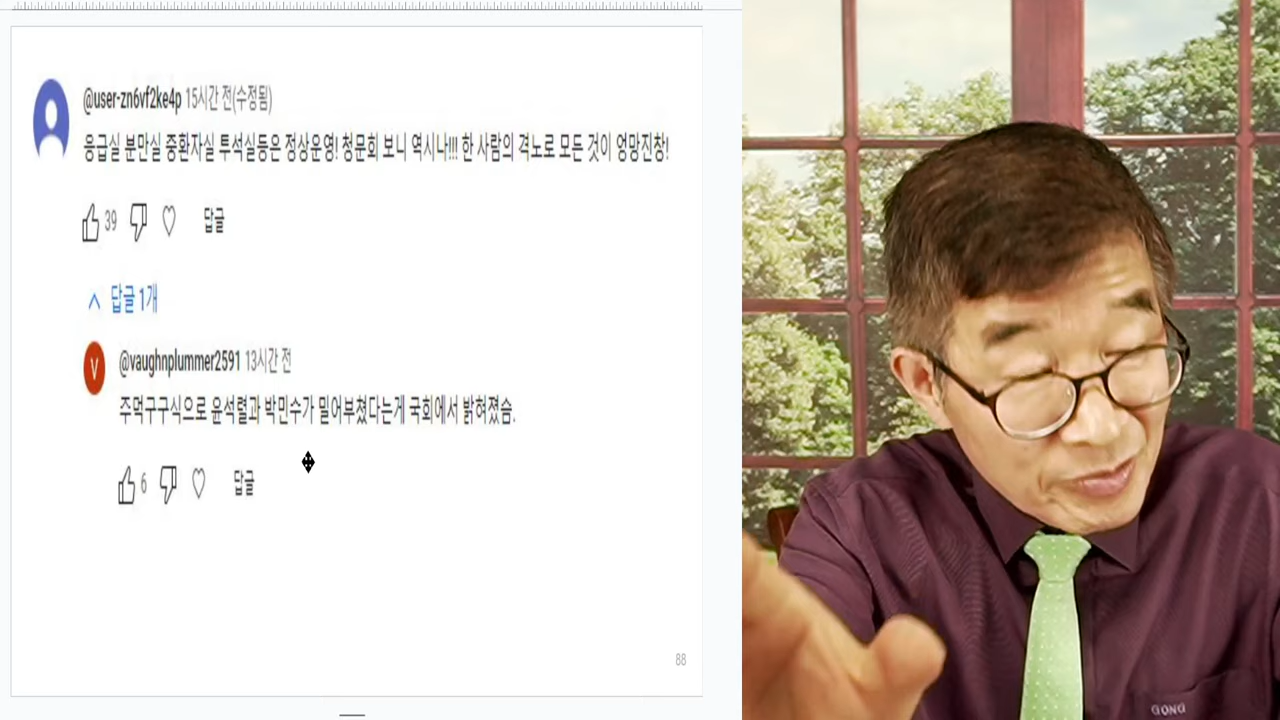 @user-zn6vf2ke4p 15시간 전(수정됨)
응급실 분만실 중환자실 투석실등은 정상운영! 청문회 보니 역시나!!! 한 사람의 격노로 모든 것이 엉망진창!
39 답글
답글 1개
V
@vaughnplummer2591 13시간 전
주먹구구식으로 윤석렬과 박민수가 밀어부쳤다는게 국회에서 밝혀졌슴.
6 답글
88
GONG